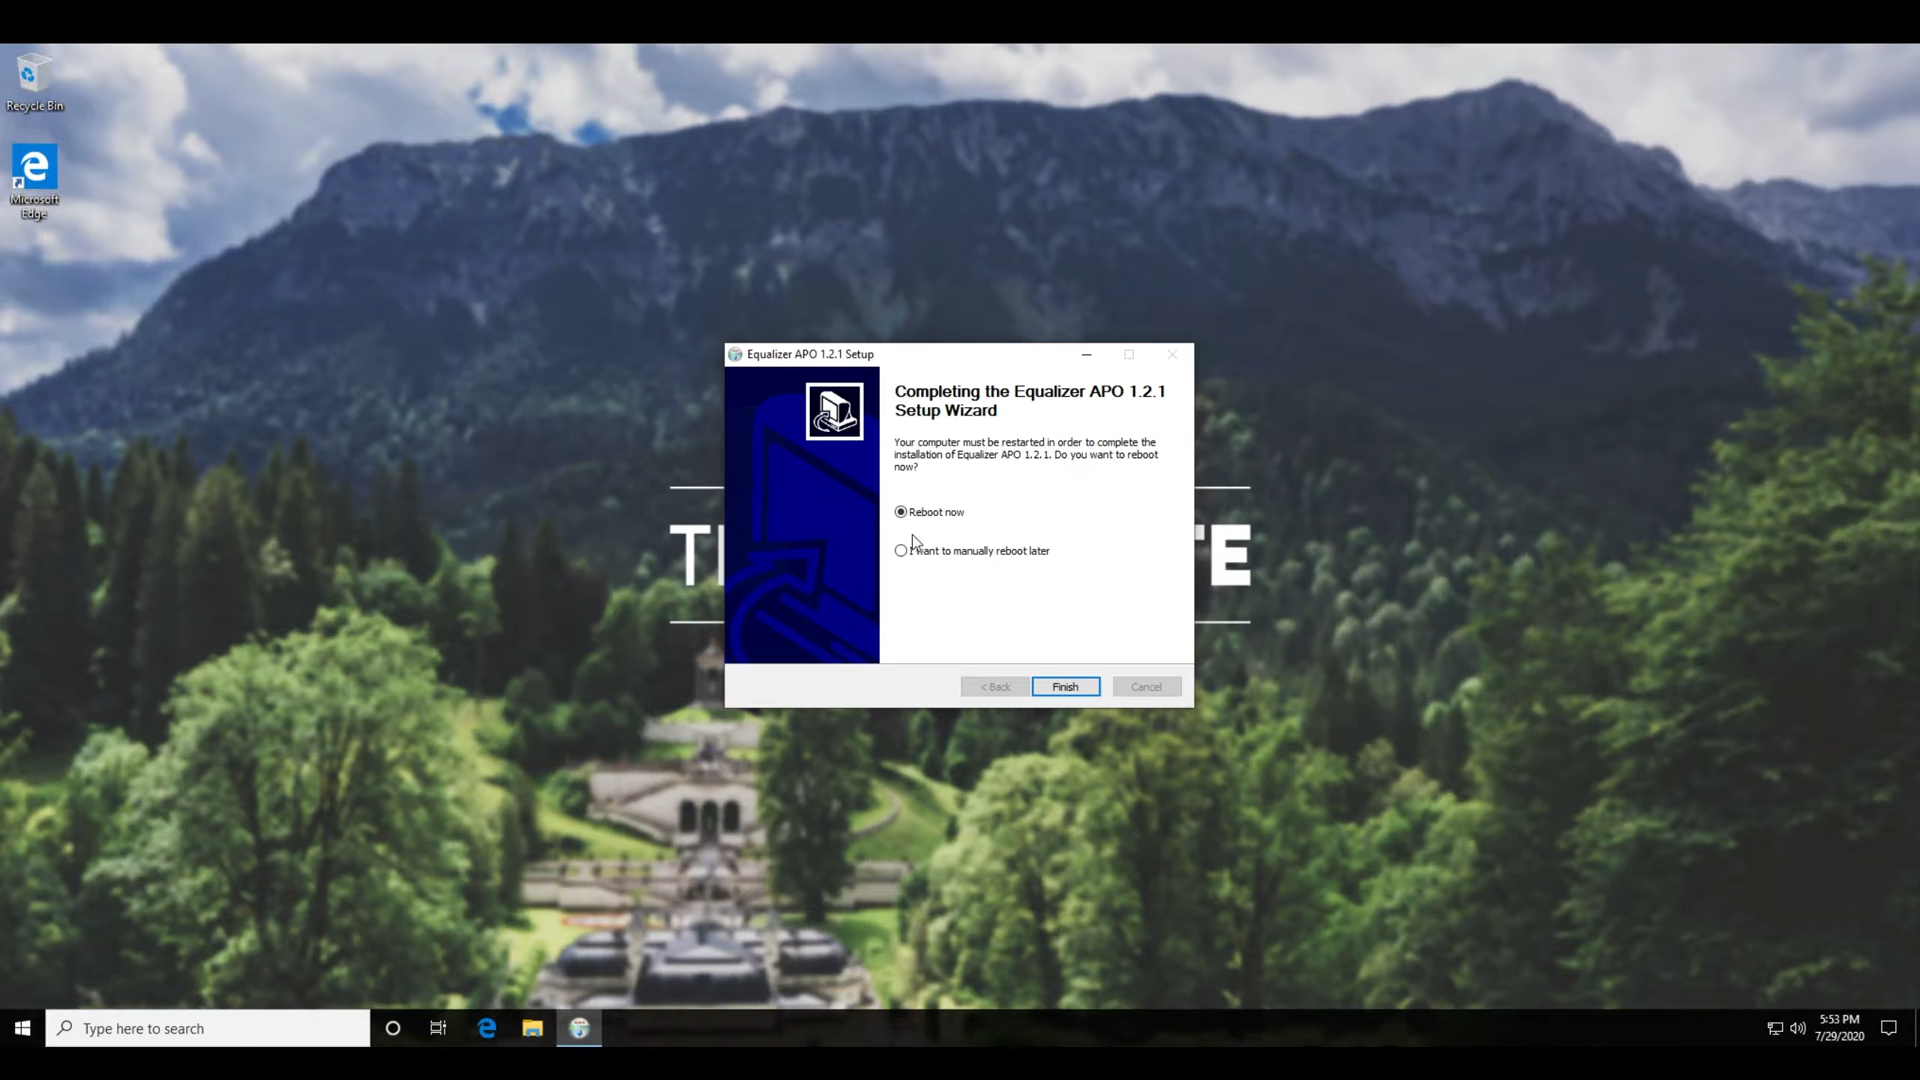 Recycle Bin
Microsoft
Edge
Equalizer APO 1.2.1 Setup
Completing the Equalizer APO 1.2.1
Setup Wizard
Your computer must be restarted in order to complete the
installation of Equalizer APO 1.2.1. Do you want to reboot
now?
Reboot now
I want to manually reboot later
T
TE
< Back
Finish
Cancel
Type here to search
5:53 PM
7/29/2020